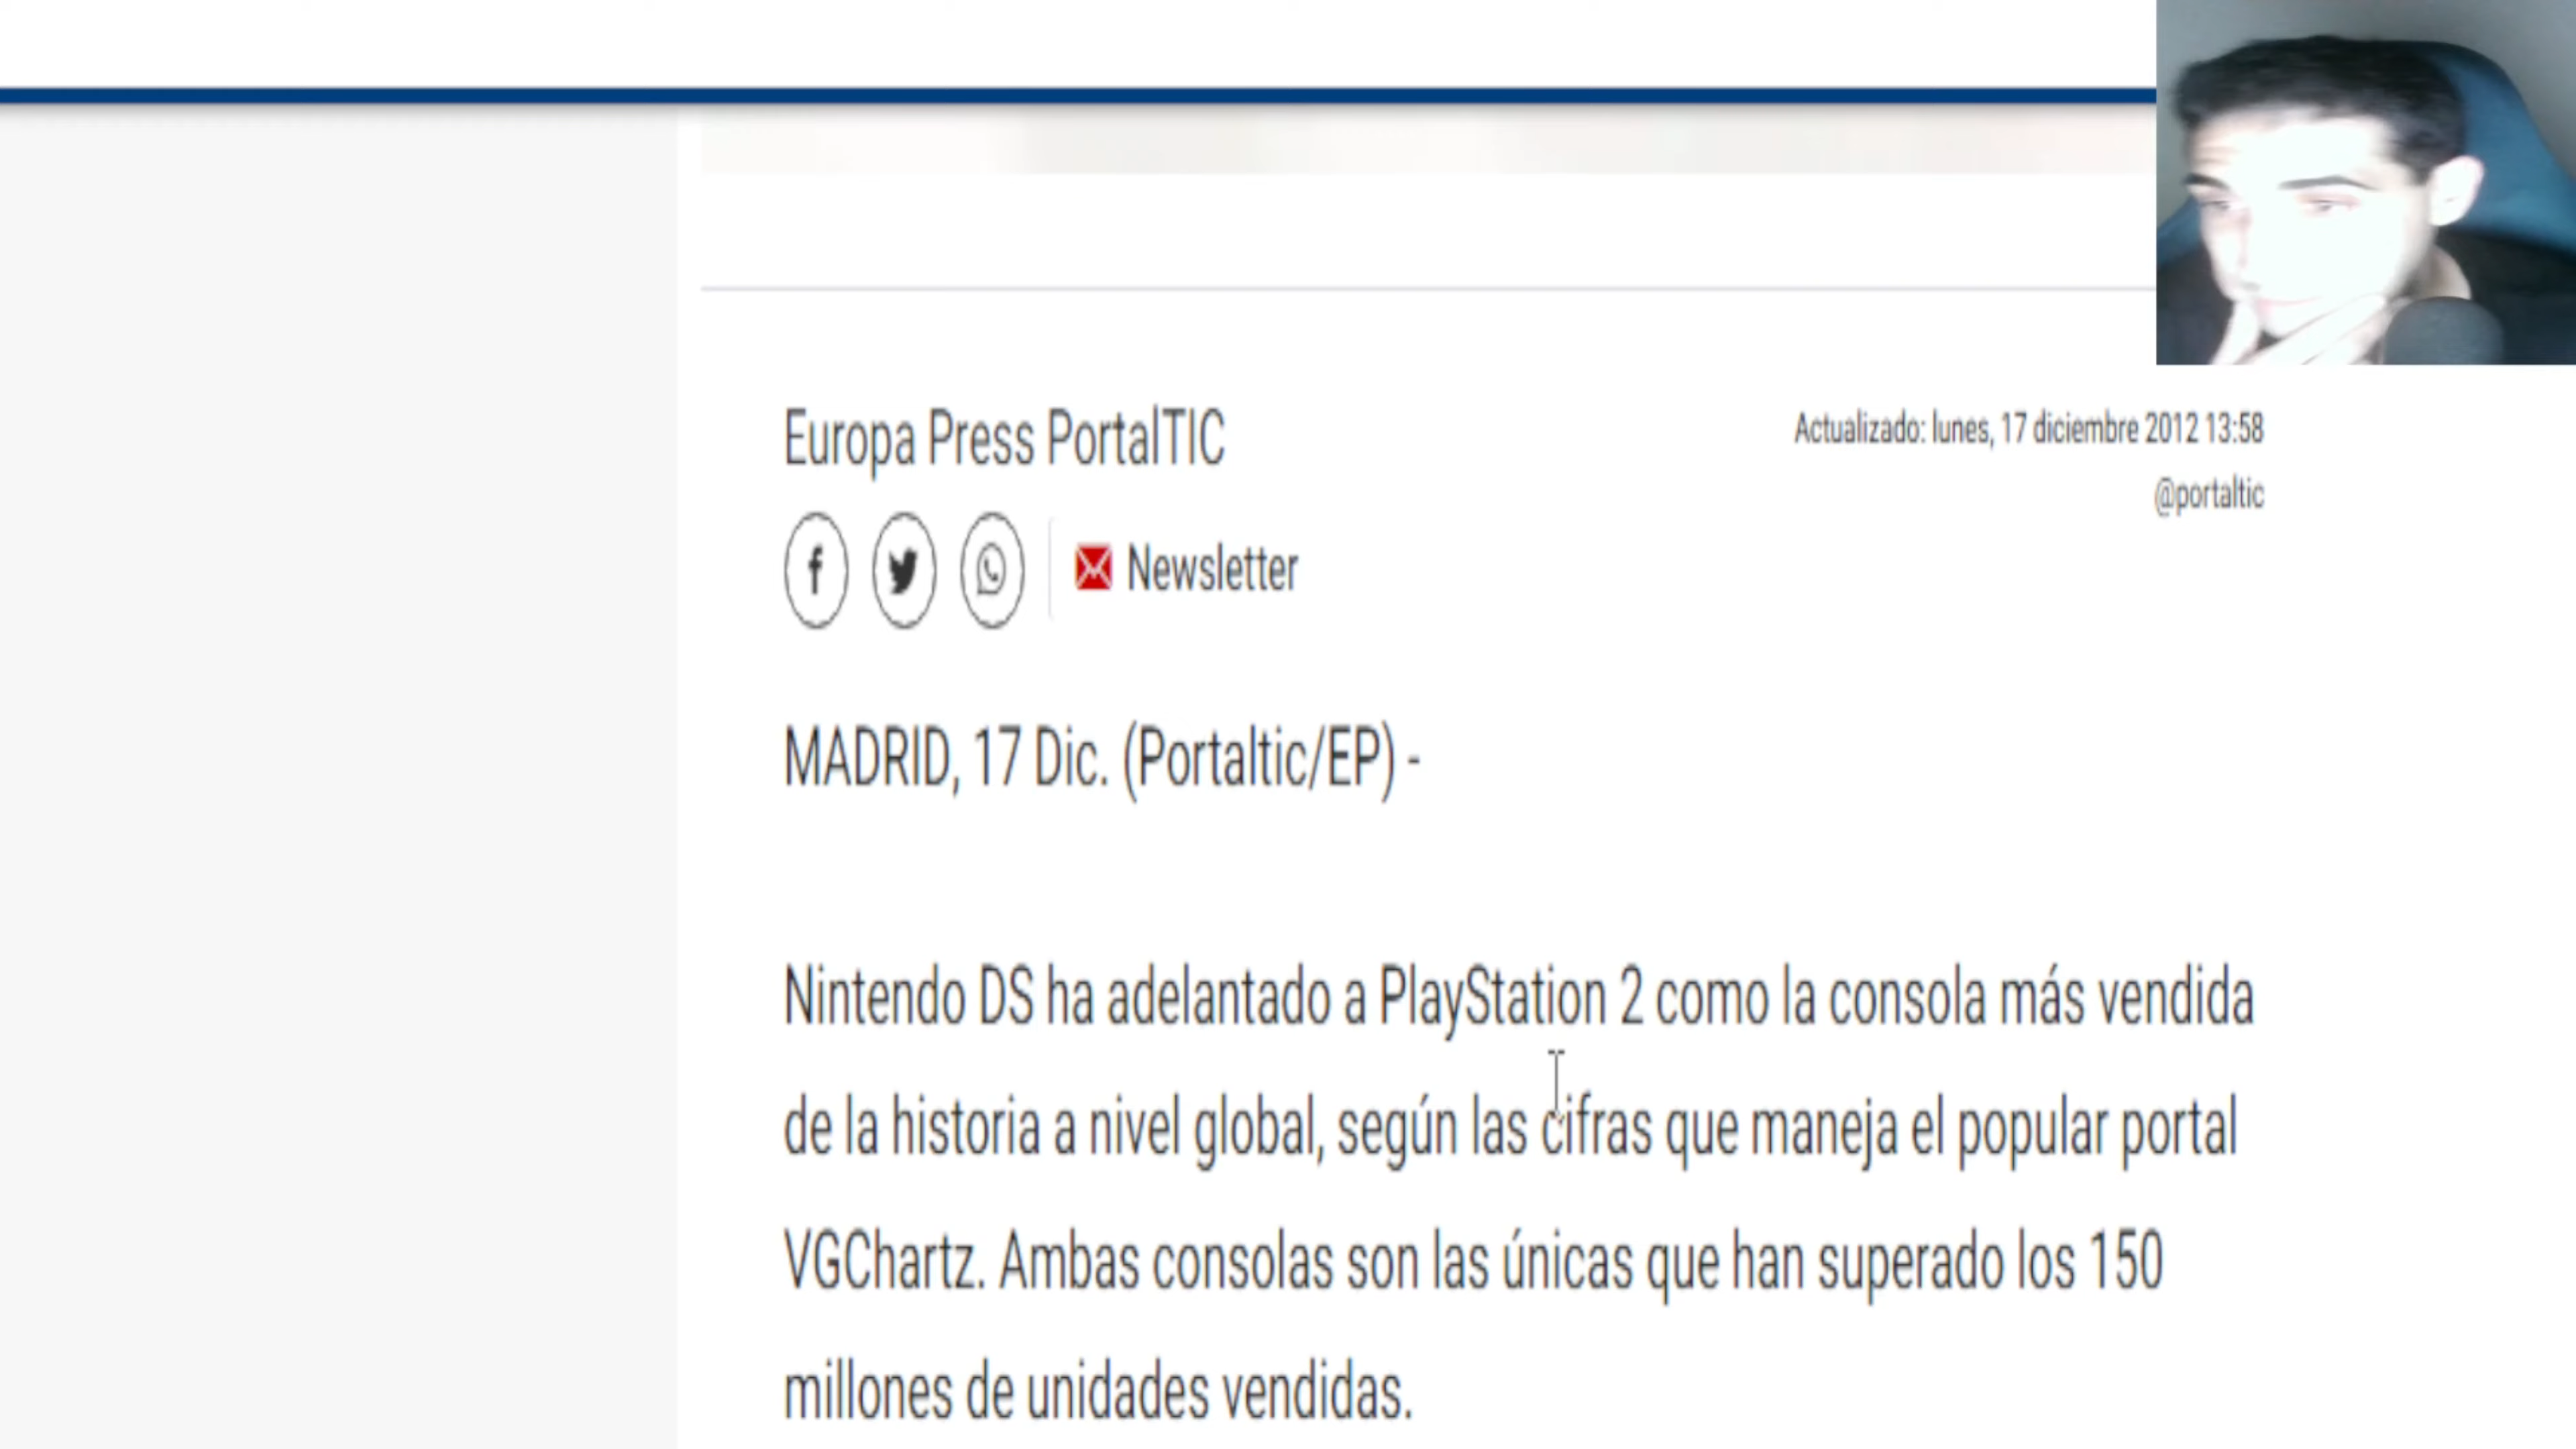 Europa Press PortalTIC
Actualizado: lunes, 17 diciembre 2012 13:58
@portaltic
Newsletter
MADRID, 17 Dic. (Portaltic/EP) -
Nintendo DS ha adelantado a PlayStation 2 como la consola más vendida
de la historia a nivel global, según las cifras que maneja el popular portal
VGChartz. Ambas consolas son las únicas que han superado los 150
millones de unidades vendidas.